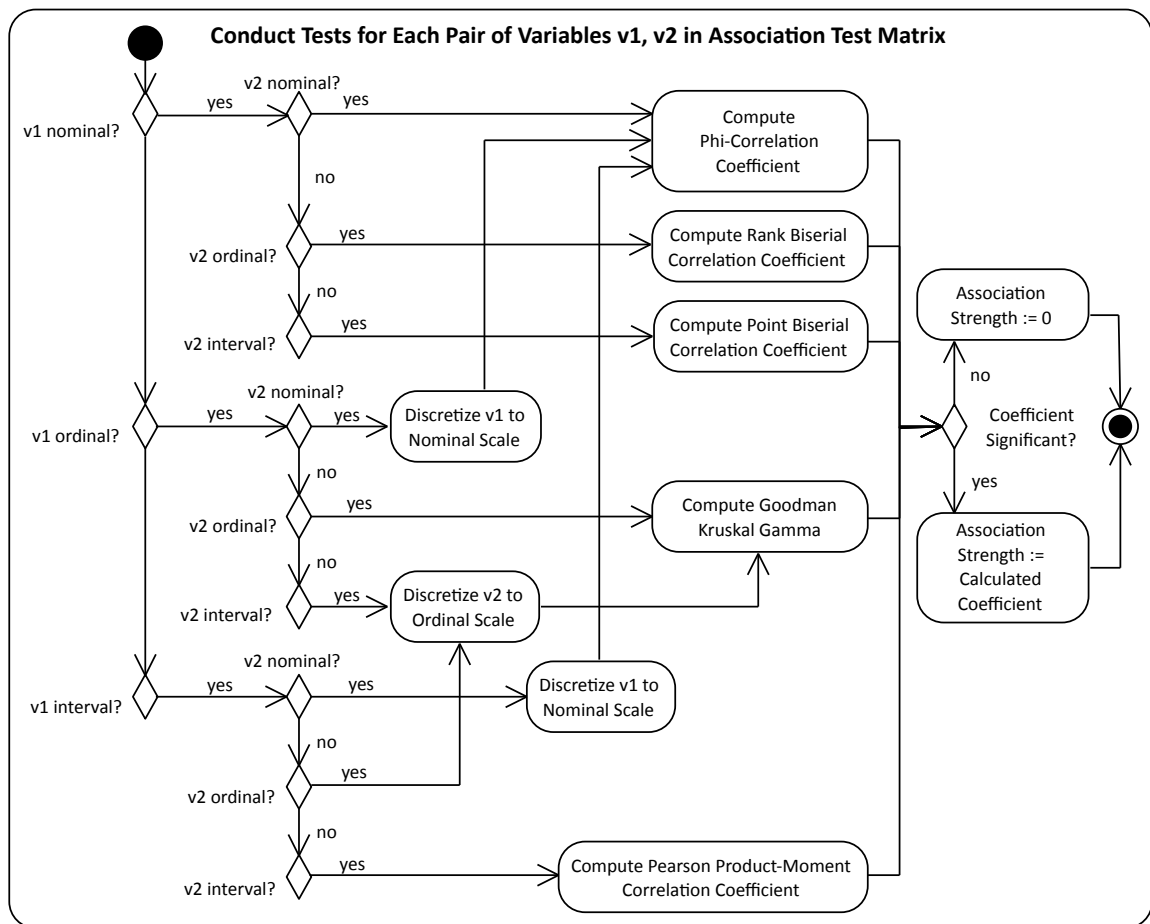 Conduct Tests for Each Pair of Variables v1, v2 in Association Test Matrix
v2 nominal?
yes
yes
v1 nominal?
Compute
Phi-Correlation
Coefficient
no
yes
v2 ordinal?
Compute Rank Biserial
Correlation Coefficient
no
yes
v2 interval?
Compute Point Biserial
Correlation Coefficient
Association
Strength := 0
no
v2 nominal?
yes
yes
v1 ordinal?
Discretize v1 to
Nominal Scale
Coefficient
Significant?
no
yes
yes
v2 ordinal?
Compute Goodman
Kruskal Gamma
Association
Strength :=
Calculated
Coefficient
no
yes
v2 interval?
Discretize v2 to
Ordinal Scale
v2 nominal?
yes
yes
v1 interval?
Discretize v1 to
Nominal Scale
no
yes
v2 ordinal?
no
yes
v2 interval?
Compute Pearson Product-Moment
Correlation Coefficient